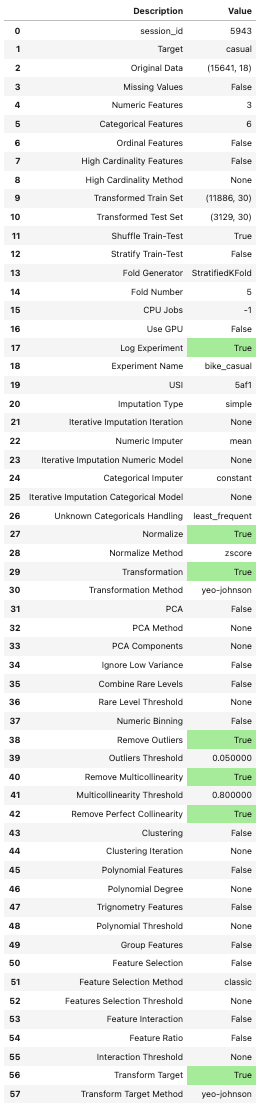 Description Value
0 session_id 5943
1 Target casual
2 Original Data (15641, 18)
3 Missing Values False
4 Numeric Features 3
5 Categorical Features 6
6 Ordinal Features False
7 High Cardinality Features False
8 High Cardinality Method None
9 Transformed Train Set (11886, 30)
10 Transformed Test Set (3129, 30)
11 Shuffle Train-Test True
12 Stratify Train-Test False
13 Fold Generator StratifiedKFold
14 Fold Number 5
15 CPU Jobs -1
16 Use GPU False
17 Log Experiment True
18 Experiment Name bike_casual
19 USI 5af1
20 Imputation Type simple
21 Iterative Imputation Iteration None
22 Numeric Imputer mean
23 Iterative Imputation Numeric Model None
24 Categorical Imputer constant
25 Iterative Imputation Categorical Model None
26 Unknown Categoricals Handling least_frequent
27 Normalize True
28 Normalize Method zscore
29 Transformation True
30 Transformation Method yeo-johnson
31 PCA False
32 PCA Method None
33 PCA Components None
34 Ignore Low Variance False
35 Combine Rare Levels False
36 Rare Level Threshold None
37 Numeric Binning False
38 Remove Outliers True
39 Outliers Threshold 0.050000
40 Remove Multicollinearity True
41 Multicollinearity Threshold 0.800000
42 Remove Perfect Collinearity True
43 Clustering False
44 Clustering Iteration None
45 Polynomial Features False
46 Polynomial Degree None
47 Trignometry Features False
48 Polynomial Threshold None
49 Group Features False
50 Feature Selection False
51 Feature Selection Method classic
52 Features Selection Threshold None
53 Feature Interaction False
54 Feature Ratio False
55 Interaction Threshold None
56 Transform Target True
57 Transform Target Method yeo-johnson